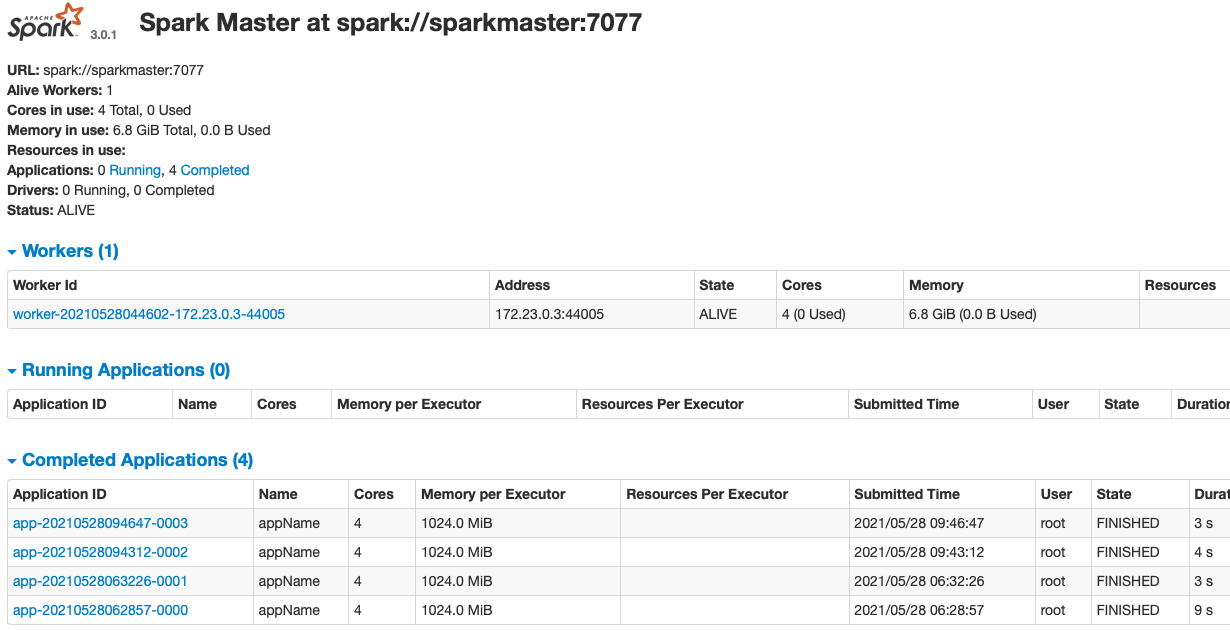 APACHE
Spark 3.0.1 Spark Master at spark://sparkmaster:7077
URL: spark://sparkmaster:7077
Alive Workers: 1
Cores in use: 4 Total, 0 Used
Memory in use: 6.8 GiB Total, 0.0 B Used
Resources in use:
Applications: 0 Running, 4 Completed
Drivers: 0 Running, 0 Completed
Status: ALIVE
Workers (1)
Worker Id Address State Cores Memory Resources
worker-20210528044602-172.23.0.3-44005 172.23.0.3:44005 ALIVE 4 (0 Used) 6.8 GiB (0.0 B Used)
Running Applications (0)
Application ID Name Cores Memory per Executor Resources Per Executor Submitted Time User State Duration
Completed Applications (4)
Application ID Name Cores Memory per Executor Resources Per Executor Submitted Time User State Durat
app-20210528094647-0003 appName 4 1024.0 MiB 2021/05/28 09:46:47 root FINISHED 3 s
app-20210528094312-0002 appName 4 1024.0 MiB 2021/05/28 09:43:12 root FINISHED 4 s
app-20210528063226-0001 appName 4 1024.0 MiB 2021/05/28 06:32:26 root FINISHED 3 s
app-20210528062857-0000 appName 4 1024.0 MiB 2021/05/28 06:28:57 root FINISHED 9 s